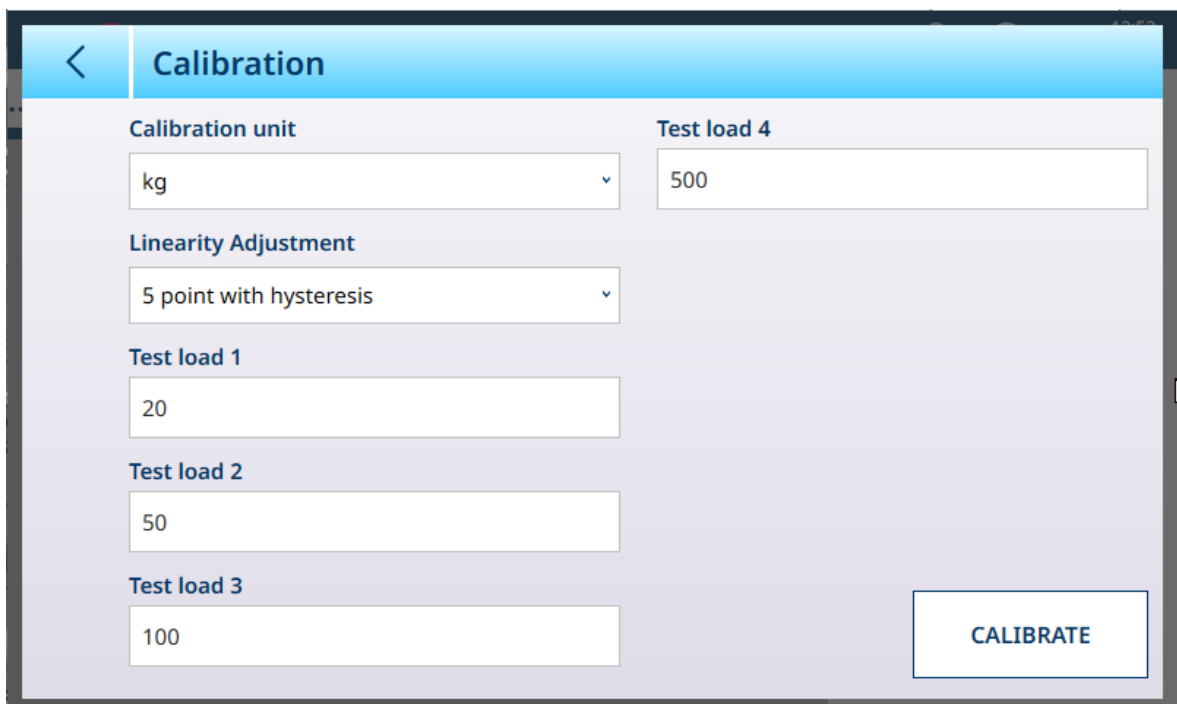 Calibration
Calibration unit
kg
Linearity Adjustment
5 point with hysteresis
Test load 1
20
Test load 2
50
Test load 3
100
Test load 4
500
CALIBRATE